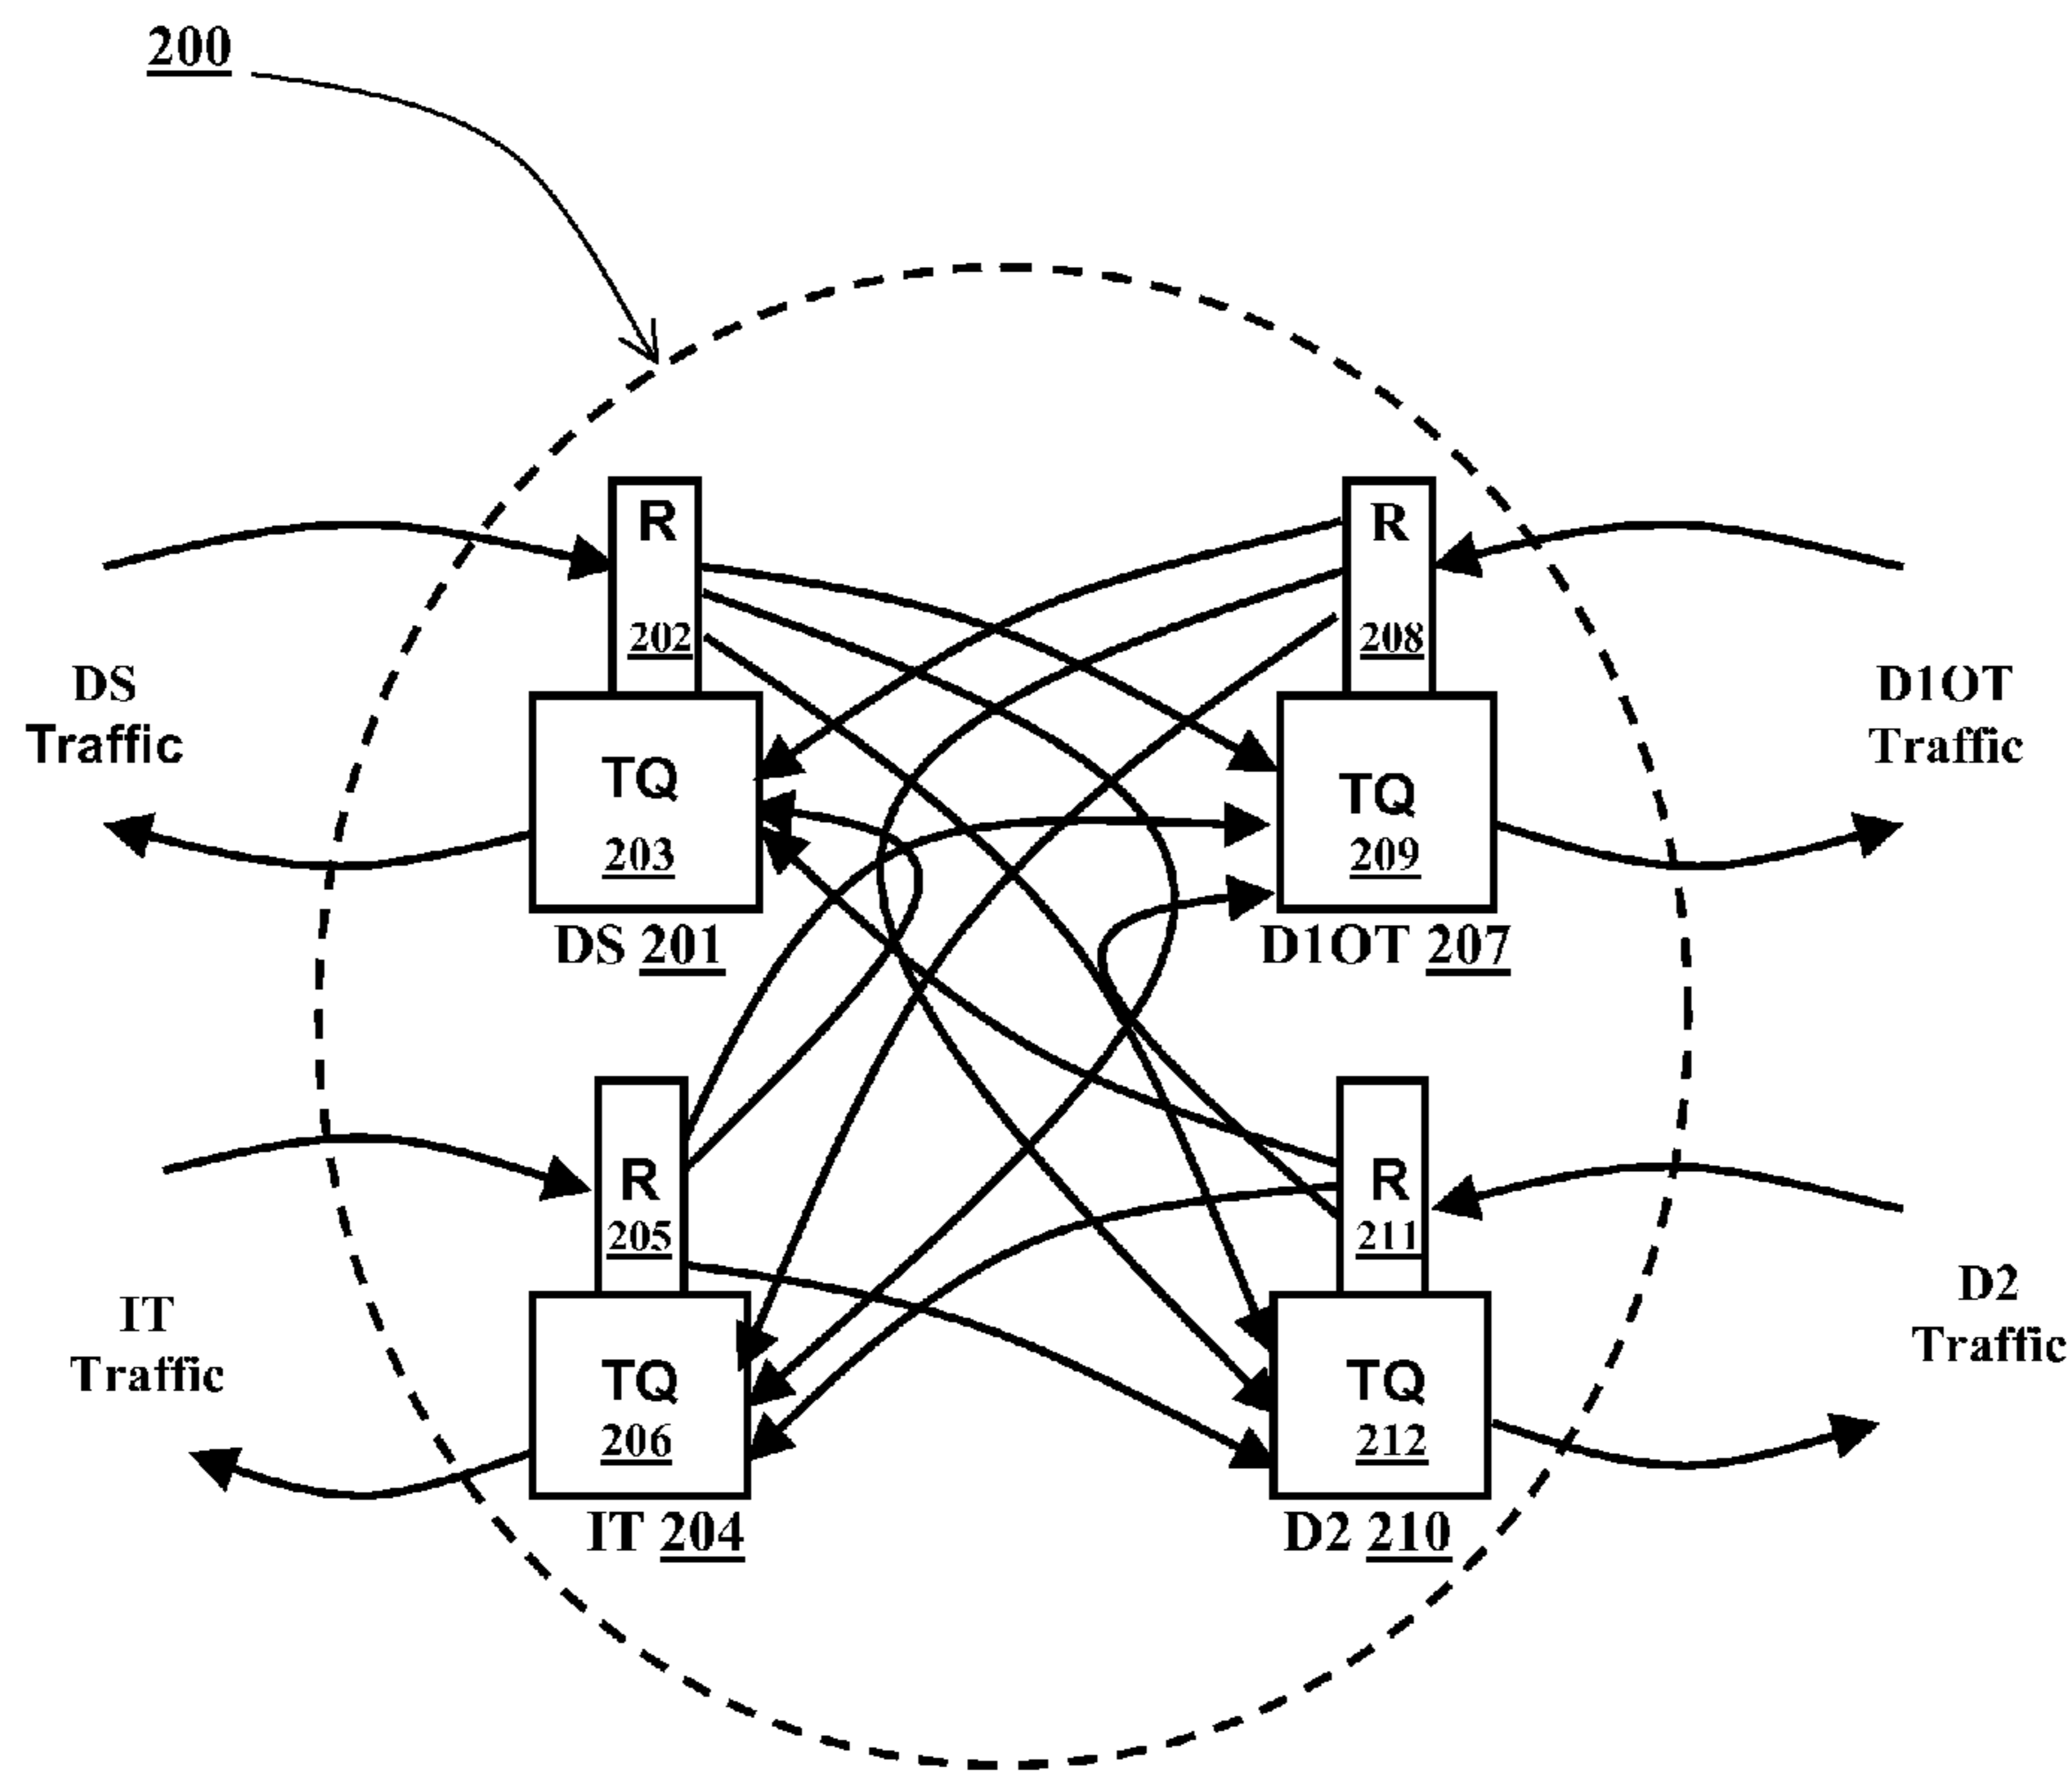 200
R
202
R
208
DS
Traffic
D1OT
Traffic
TQ
203
TQ
209
DS 201
D1OT 207
R
205
R
211
IT
Traffic
D2
Traffic
TQ
206
TQ
212
IT 204
D2 210